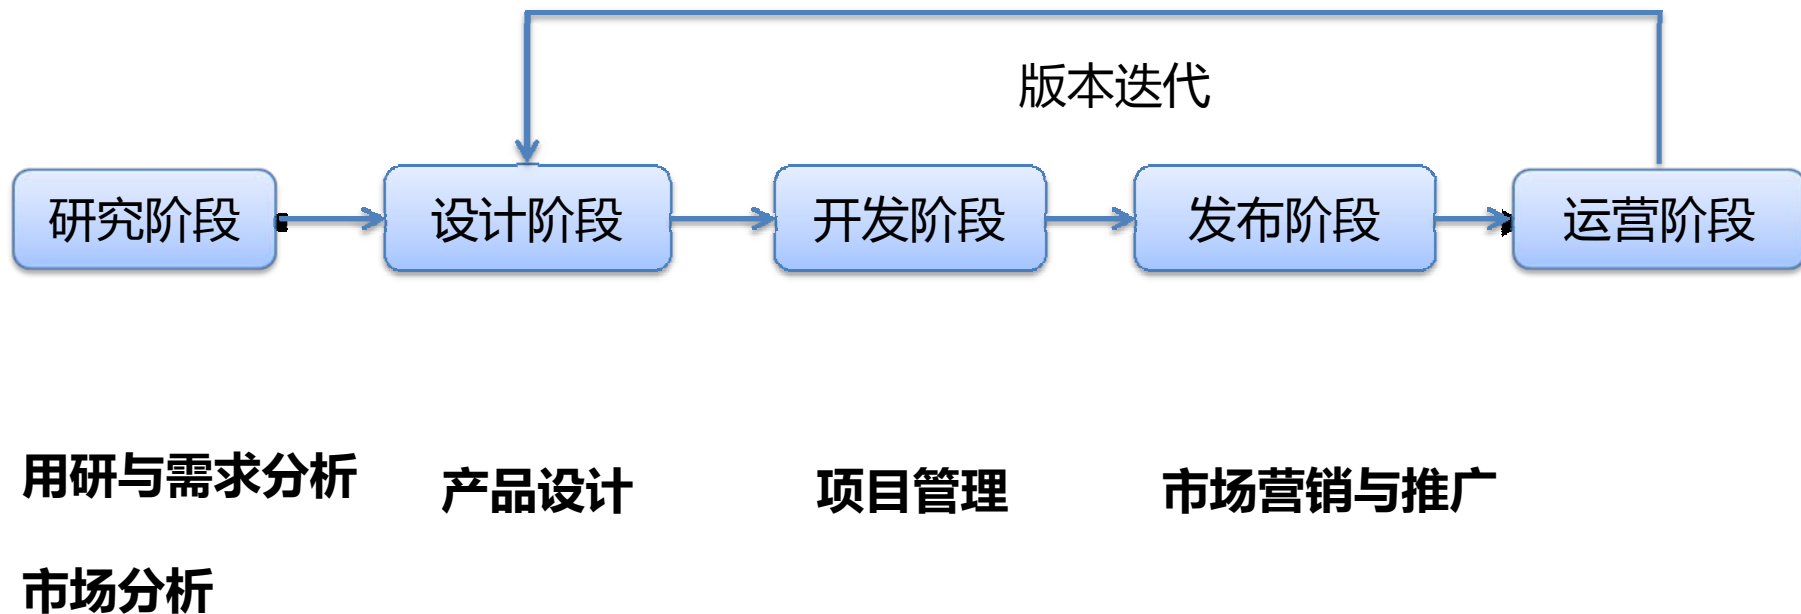 版本迭代
研究阶段
设计阶段
开发阶段
发布阶段
运营阶段
用研与需求分析
产品设计
项目管理
市场营销与推广
市场分析